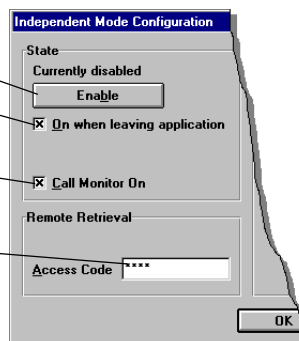 Independent Mode Configuration
State
Currently disabled
Enable
On when leaving application
Call Monitor On
Remote Retrieval
Access Code ****
OK